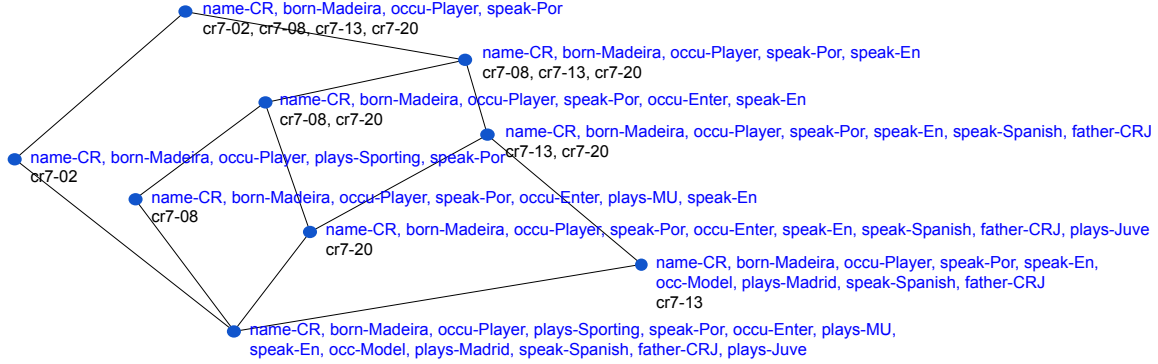 name-CR, born-Madeira, occu-Player, speak-Por
cr7-02, cr7-08, cr7-13, cr7-20
name-CR, born-Madeira, occu-Player, speak-Por, speak-En
cr7-08, cr7-13, cr7-20
name-CR, born-Madeira, occu-Player, speak-Por, occu-Enter, speak-En
cr7-08, cr7-20
name-CR, born-Madeira, occu-Player, speak-Por, speak-En, speak-Spanish, father-CRJ
cr7-13, cr7-20
name-CR, born-Madeira, occu-Player, plays-Sporting, speak-Por
cr7-02
name-CR, born-Madeira, occu-Player, speak-Por, occu-Enter, plays-MU, speak-En
cr7-08
name-CR, born-Madeira, occu-Player, speak-Por, occu-Enter, speak-En, speak-Spanish, father-CRJ, plays-Juve
cr7-20
name-CR, born-Madeira, occu-Player, speak-Por, speak-En,
occ-Model, plays-Madrid, speak-Spanish, father-CRJ
cr7-13
name-CR, born-Madeira, occu-Player, plays-Sporting, speak-Por, occu-Enter, plays-MU,
speak-En, occ-Model, plays-Madrid, speak-Spanish, father-CRJ, plays-Juve